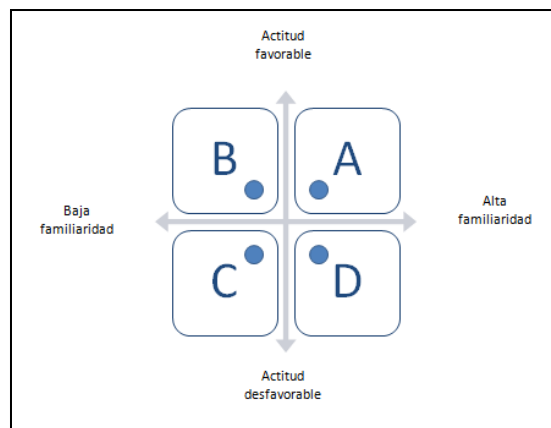 Actitud
favorable
B
A
Baja
familiaridad
Alta
familiaridad
C
D
Actitud
desfavorable